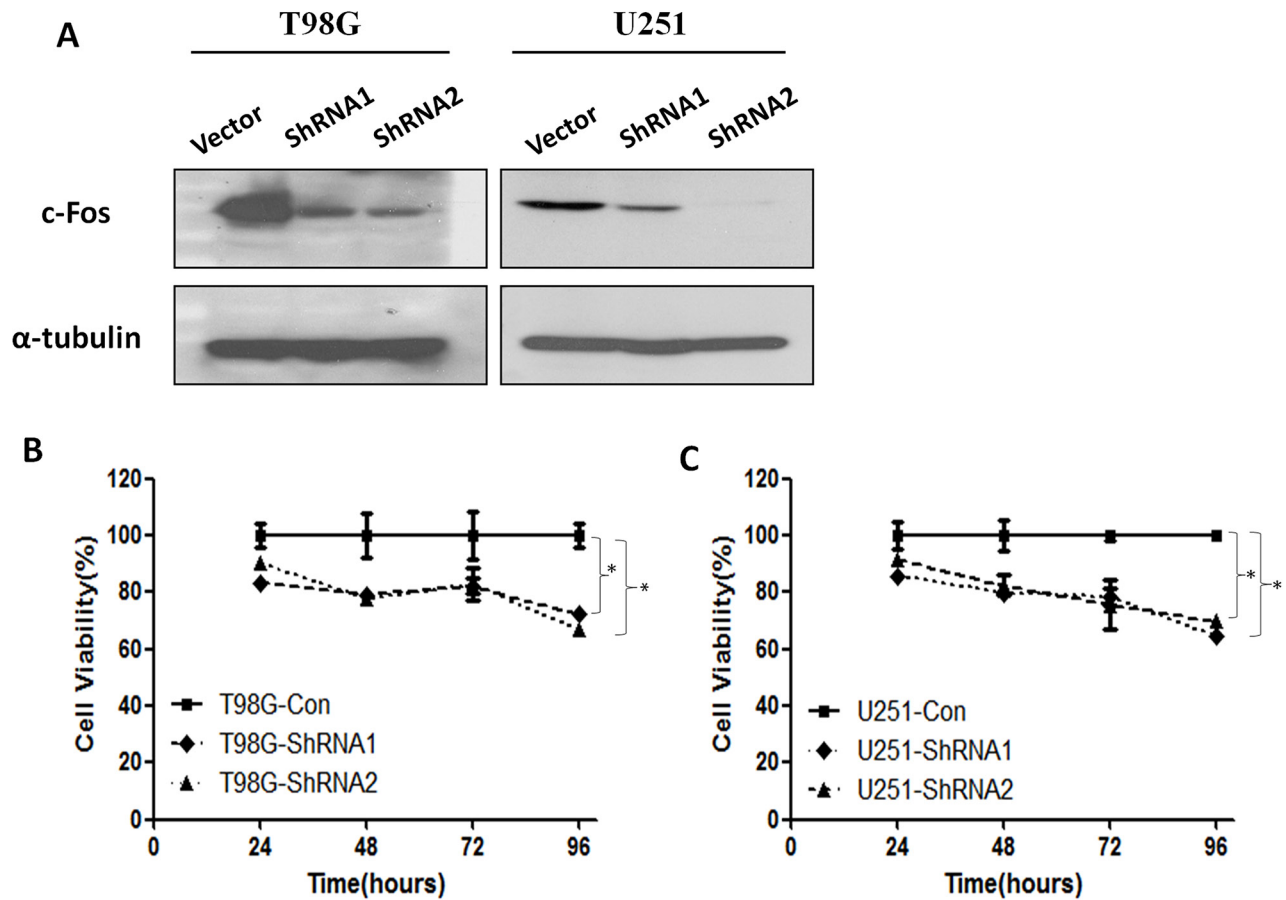 A
T98G
U251
Vector ShRNA1 ShRNA2
Vector ShRNA1 ShRNA2
c-Fos
α-tubulin
B
120
100
80
60
40
20
0
Cell Viability(%)
T98G-Con
T98G-ShRNA1
T98G-ShRNA2
*
*
0 24 48 72 96
Time(hours)
C
120
100
80
60
40
20
0
Cell Viability(%)
U251-Con
U251-ShRNA1
U251-ShRNA2
*
*
0 24 48 72 96
Time(hours)